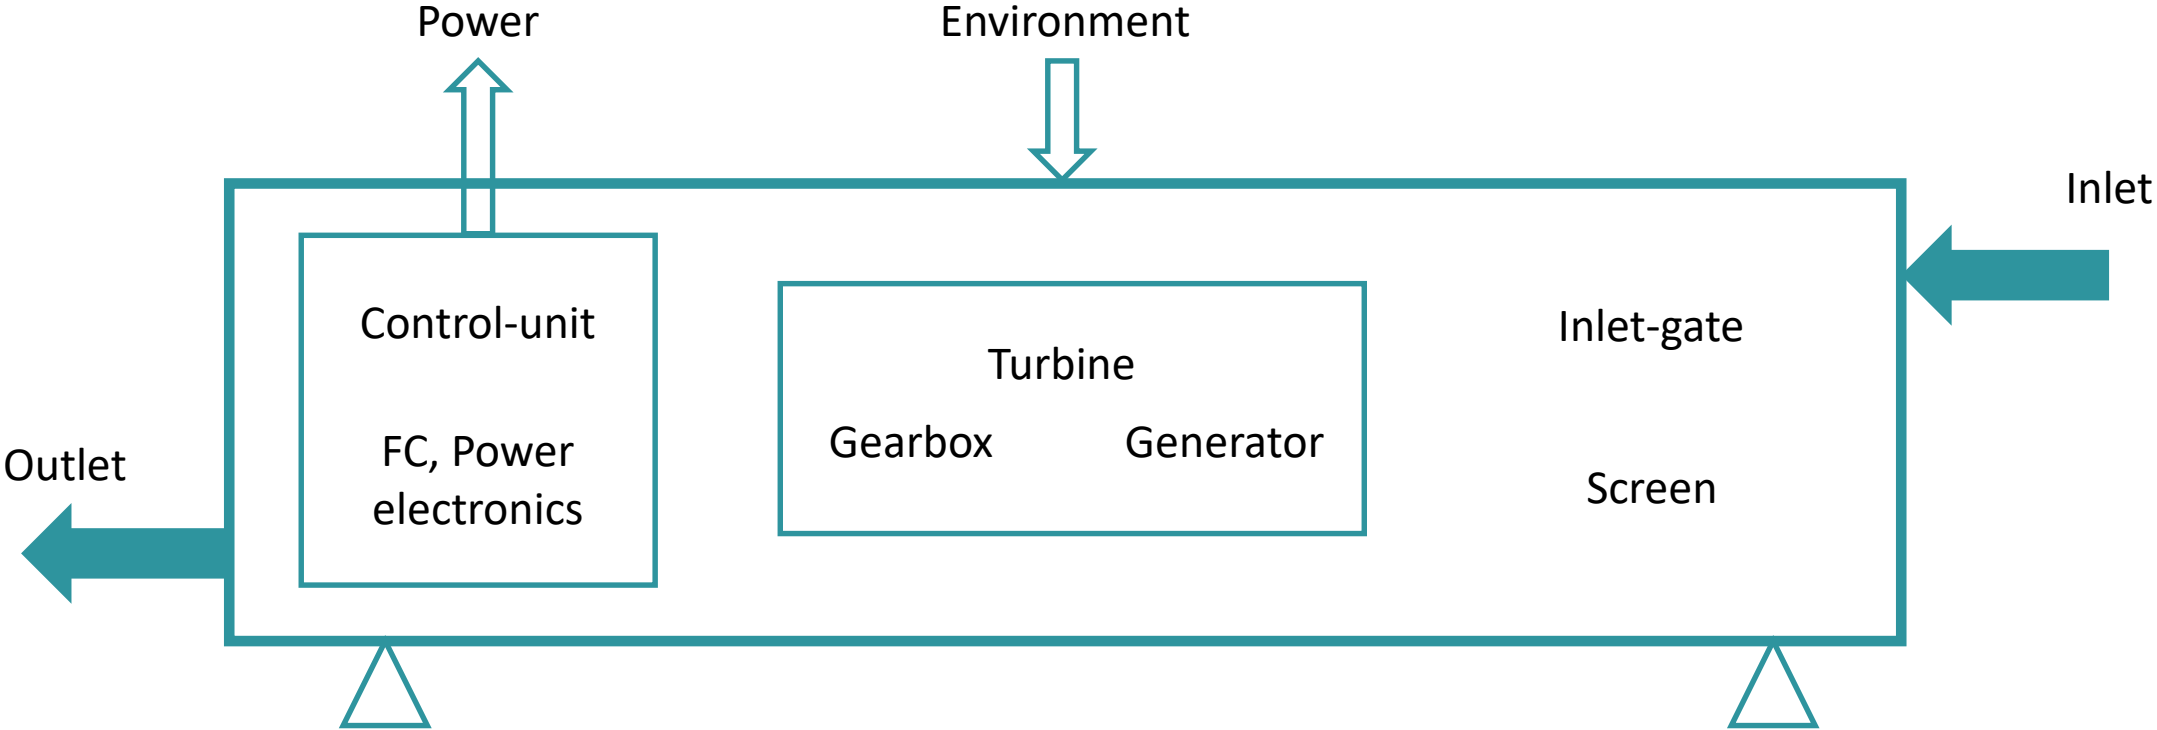 Power
Environment
Inlet
Control-unit
FC, Power
electronics
Turbine
Gearbox
Generator
Inlet-gate
Screen
Outlet